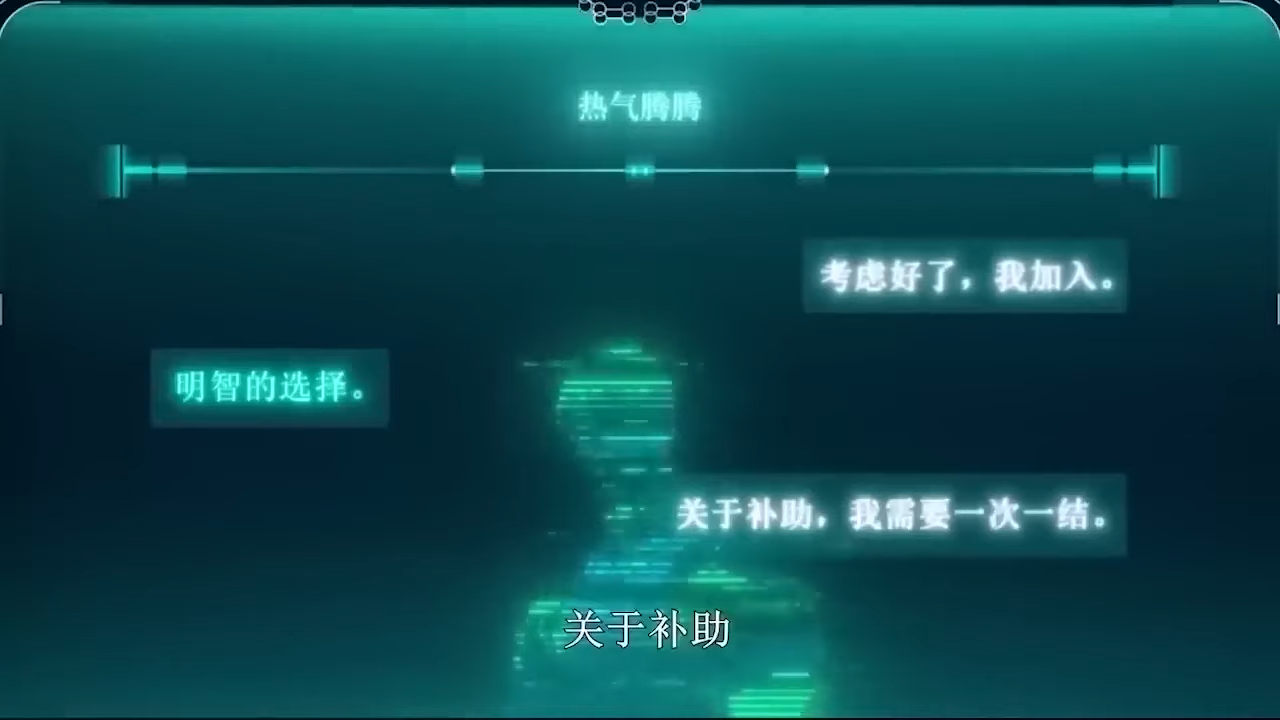 热气腾腾
考虑好了，我加入。
明智的选择。
关于补助，我需要一次一结。
关于补助